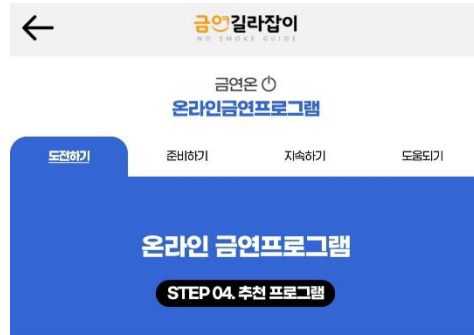 금연길라잡이
NO SMOKE GUIDE
금연온
온라인금연프로그램
도전하기 준비하기 지속하기 도움되기
온라인 금연프로그램
STEP 04. 추천 프로그램